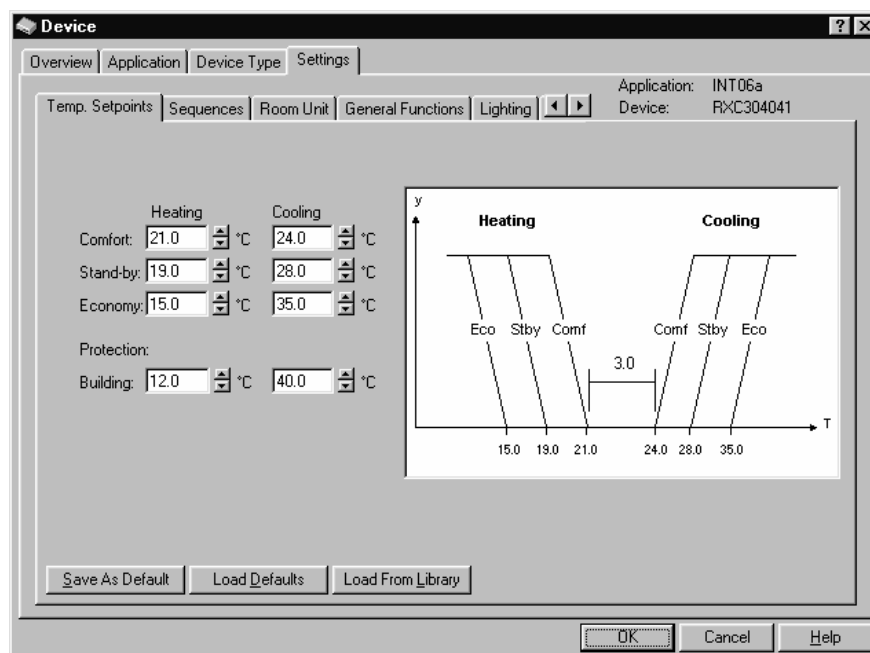 Device
Overview Application Device Type Settings
Application: INT06a
Device: RXC304041
Temp. Setpoints Sequences Room Unit General Functions Lighting
Heating Cooling
Comfort: 21.0 °C 24.0 °C
Stand-by: 19.0 °C 28.0 °C
Economy: 15.0 °C 35.0 °C
Protection:
Building: 12.0 °C 40.0 °C
y
Heating Cooling
Eco Stby Comf Comf Stby Eco
3.0
T
15.0 19.0 21.0 24.0 28.0 35.0
Save As Default Load Defaults Load From Library
OK Cancel Help